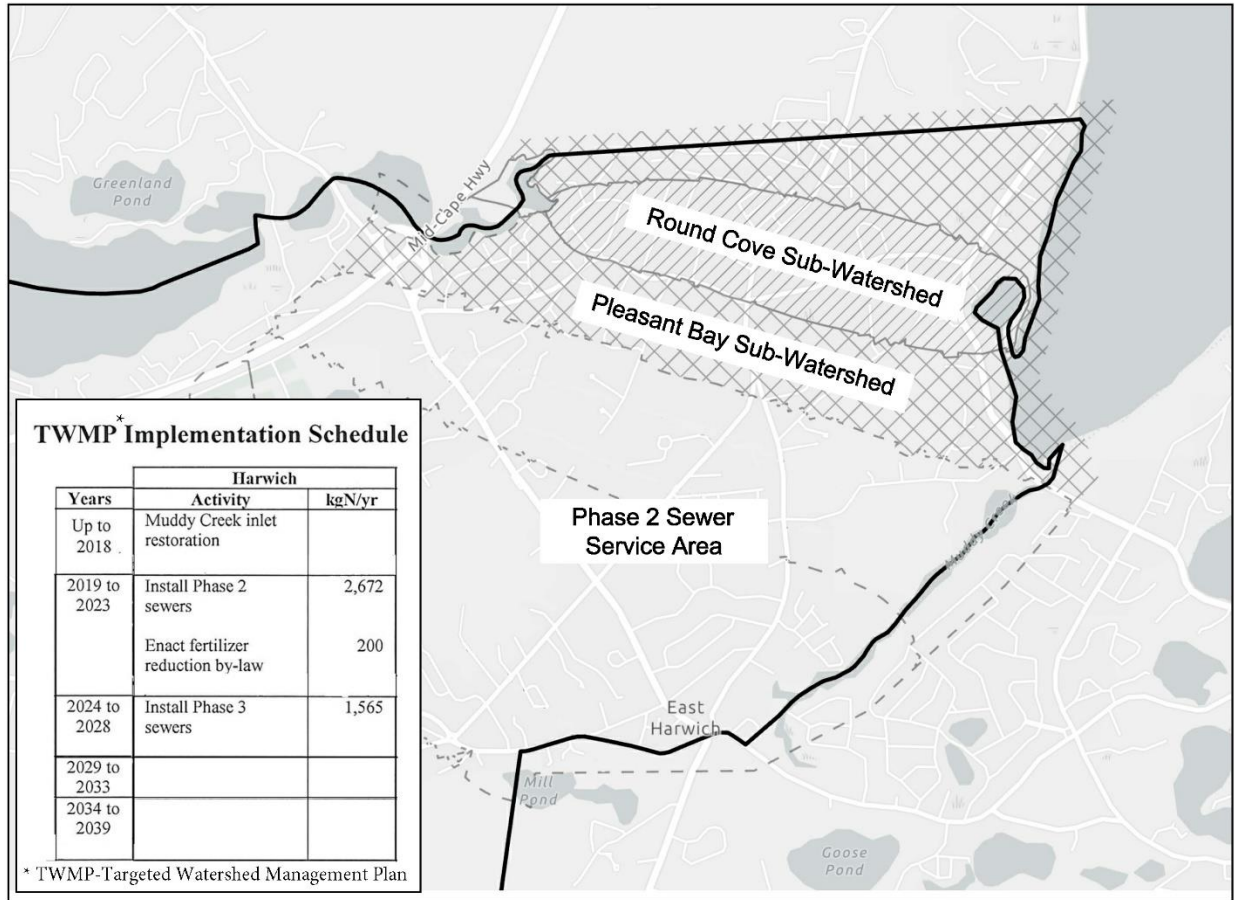 Greenland
Pond
Mid-Cape Hwy
Round Cove Sub-Watershed
Pleasant Bay Sub-Watershed
Phase 2 Sewer
Service Area
East
Harwich
Mill
Pond
Goose
Pond
TWMP* Implementation Schedule
Harwich
Years Activity kgN/yr
Up to 2018 Muddy Creek inlet
restoration
2019 to 2023 Install Phase 2 2,672
sewers
Enact fertilizer 200
reduction by-law
2024 to 2028 Install Phase 3 1,565
sewers
2029 to
2033
2034 to
2039
* TWMP-Targeted Watershed Management Plan